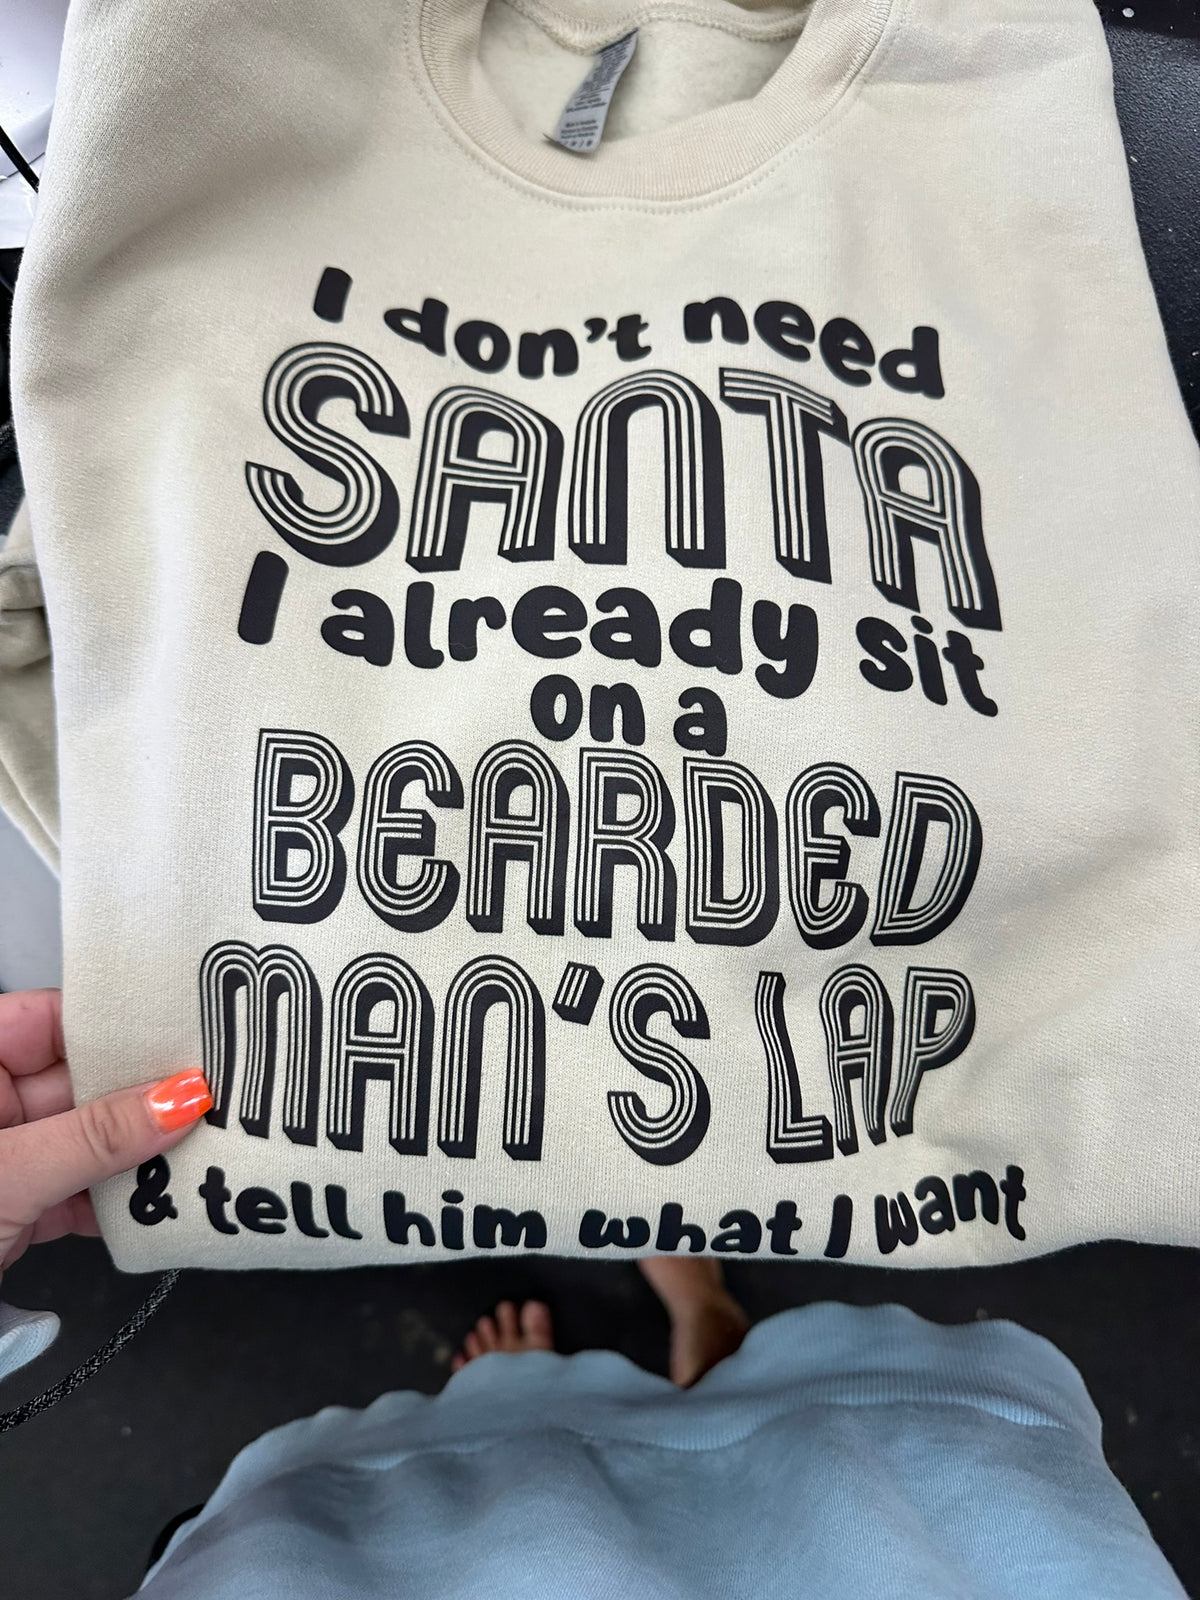 I don't need
SANTA
I already sit
on a
BEARDED
MAN'S LAP
& tell him what I want